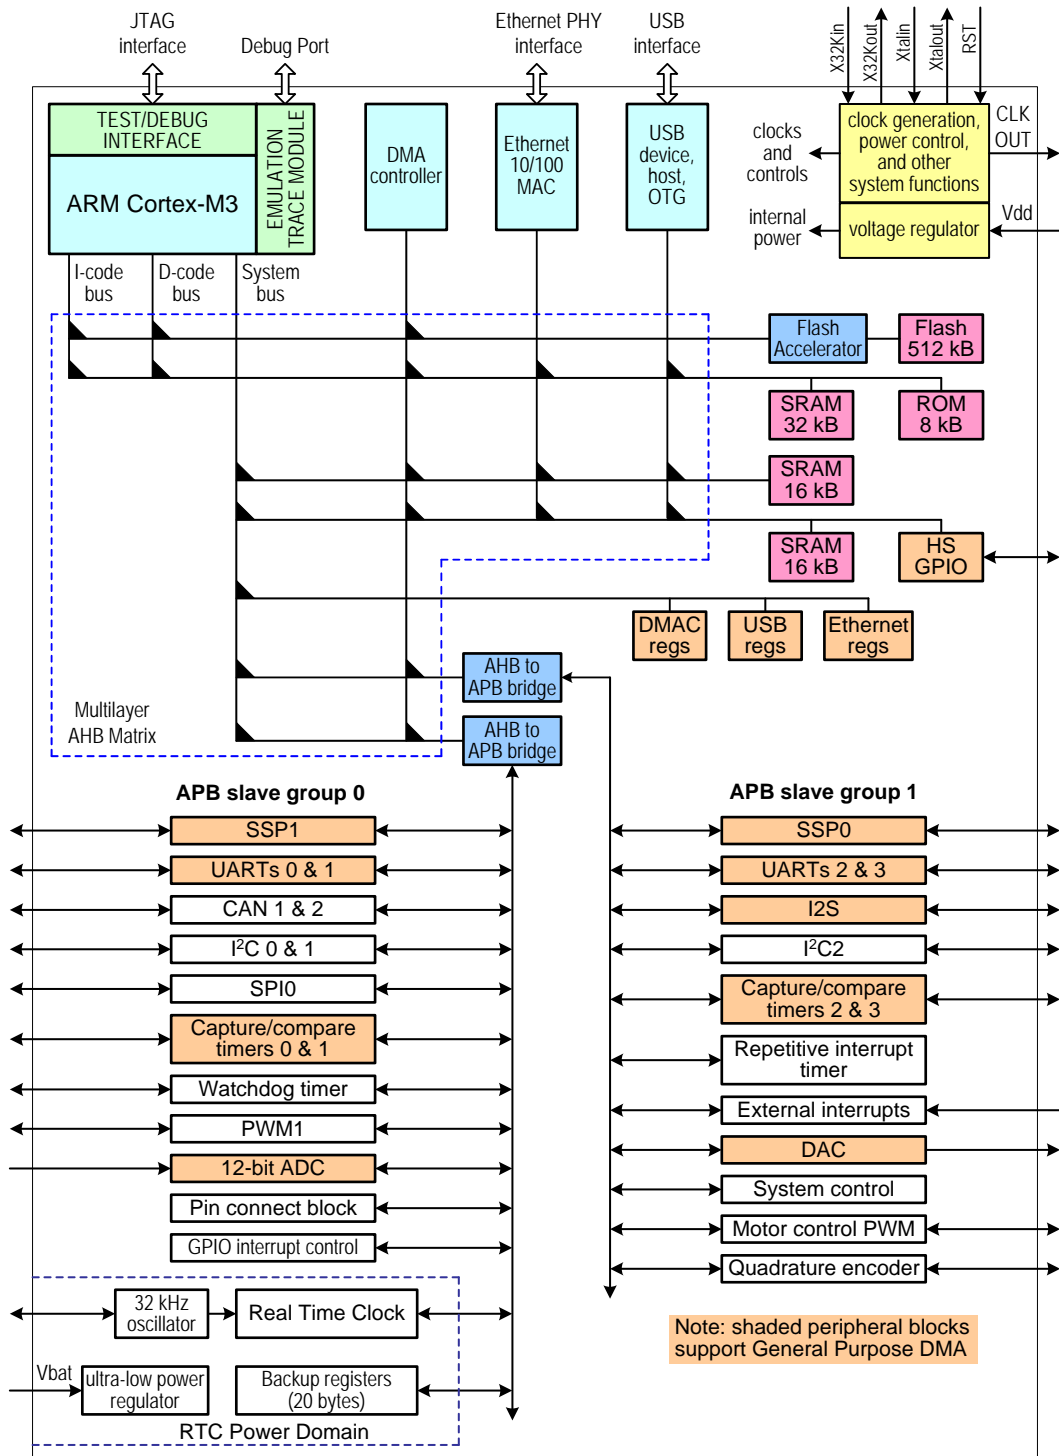 JTAG
interface
Debug Port
Ethernet PHY
interface
USB
interface
X32Kin
X32Kout
Xtalin
Xtalout
RST
TEST/DEBUG
INTERFACE
ARM Cortex-M3
EMULATION
TRACE MODULE
DMA
controller
Ethernet
10/100
MAC
USB
device,
host,
OTG
clocks
and
controls
clock generation,
power control,
and other
system functions
CLK
OUT
internal
power
voltage regulator
Vdd
I-code
bus
D-code
bus
System
bus
Flash
Accelerator
Flash
512 kB
SRAM
32 kB
ROM
8 kB
SRAM
16 kB
SRAM
16 kB
HS
GPIO
DMAC
regs
USB
regs
Ethernet
regs
AHB to
APB bridge
Multilayer
AHB Matrix
AHB to
APB bridge
APB slave group 0
SSP1
UARTs 0 & 1
CAN 1 & 2
I²C 0 & 1
SPI0
Capture/compare
timers 0 & 1
Watchdog timer
PWM1
12-bit ADC
Pin connect block
GPIO interrupt control
32 kHz
oscillator
Real Time Clock
Vbat
ultra-low power
regulator
Backup registers
(20 bytes)
RTC Power Domain
APB slave group 1
SSP0
UARTs 2 & 3
I2S
I²C2
Capture/compare
timers 2 & 3
Repetitive interrupt
timer
External interrupts
DAC
System control
Motor control PWM
Quadrature encoder
Note: shaded peripheral blocks
support General Purpose DMA